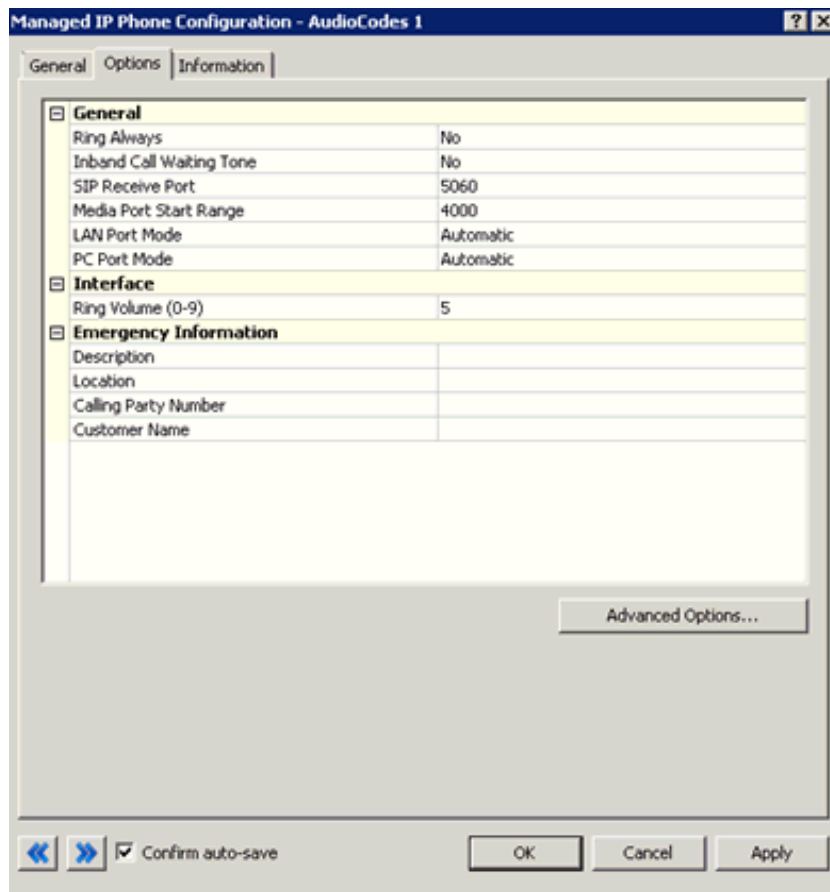 Managed IP Phone Configuration - AudioCodes 1
General Options Information
General
Ring Always No
Inband Call Waiting Tone No
SIP Receive Port 5060
Media Port Start Range 4000
LAN Port Mode Automatic
PC Port Mode Automatic
Interface
Ring Volume (0-9) 5
Emergency Information
Description
Location
Calling Party Number
Customer Name
Advanced Options...
Confirm auto-save OK Cancel Apply